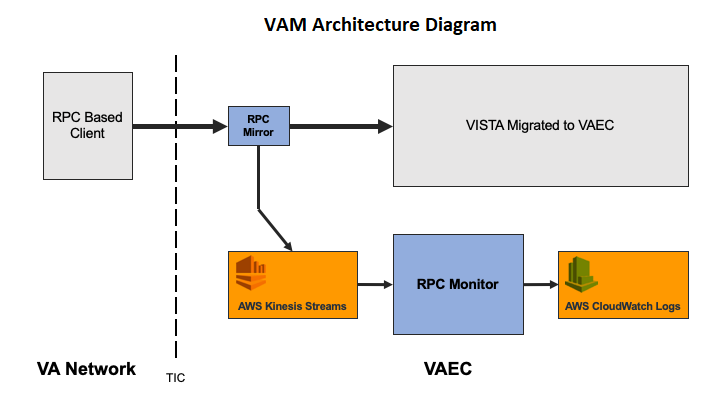 VAM Architecture Diagram
RPC Based
Client
RPC
Mirror
VISTA Migrated to VAEC
AWS Kinesis Streams
RPC Monitor
AWS CloudWatch Logs
VA Network
TIC
VAEC